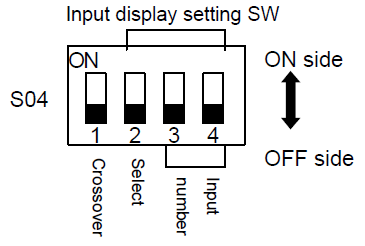 Input display setting SW
ON
ON side
S04
1 2 3 4
OFF side
Crossover
Select
number
Input